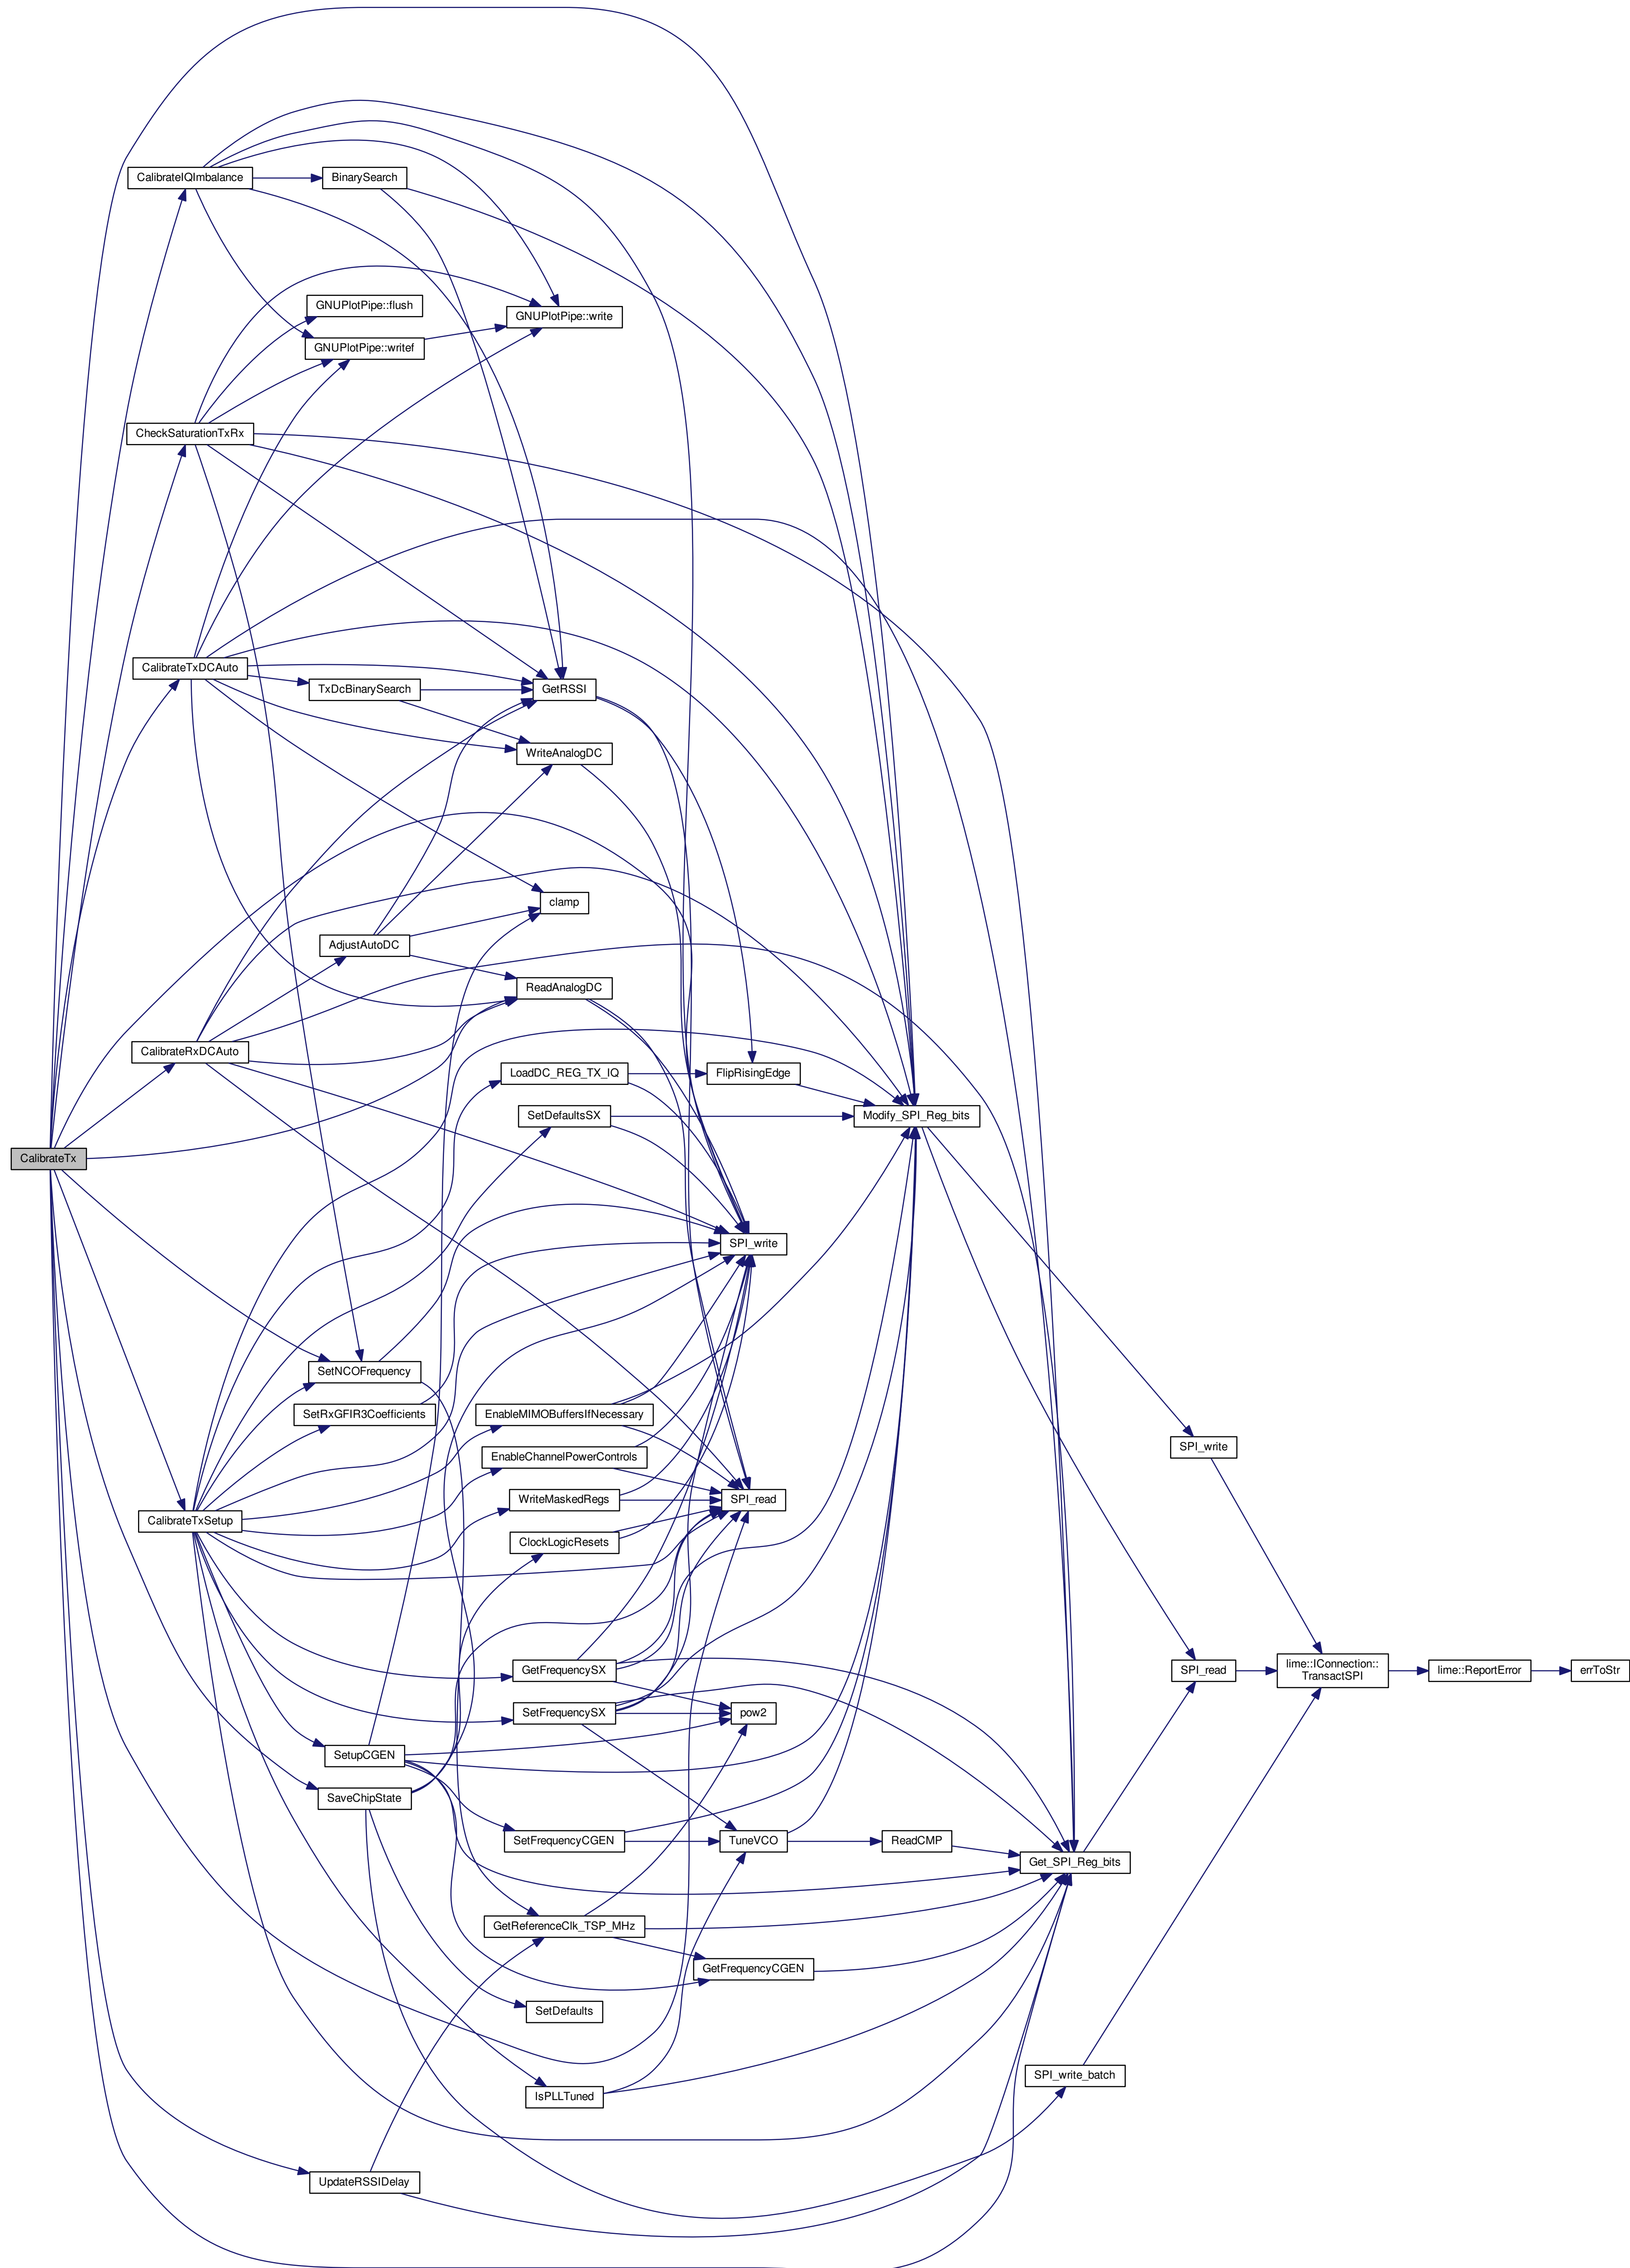 CalibrateIQImbalance
BinarySearch
GNUPlotPipe::flush
GNUPlotPipe::write
GNUPlotPipe::writef
CheckSaturationTxRx
CalibrateTxDCAuto
TxDcBinarySearch
GetRSSI
WriteAnalogDC
clamp
AdjustAutoDC
ReadAnalogDC
CalibrateRxDCAuto
LoadDC_REG_TX_IQ
FlipRisingEdge
SetDefaultsSX
Modify_SPI_Reg_bits
CalibrateTx
SPI_write
SetNCOFrequency
SetRxGFIR3Coefficients
EnableMIMOBuffersIfNecessary
SPI_write
EnableChannelPowerControls
WriteMaskedRegs
SPI_read
CalibrateTxSetup
ClockLogicResets
GetFrequencySX
SPI_read
lime::IConnection::
TransactSPI
lime::ReportError
errToStr
SetFrequencySX
pow2
SetupCGEN
SaveChipState
SetFrequencyCGEN
TuneVCO
ReadCMP
Get_SPI_Reg_bits
GetReferenceClk_TSP_MHz
GetFrequencyCGEN
SetDefaults
SPI_write_batch
IsPLLTuned
UpdateRSSIDelay